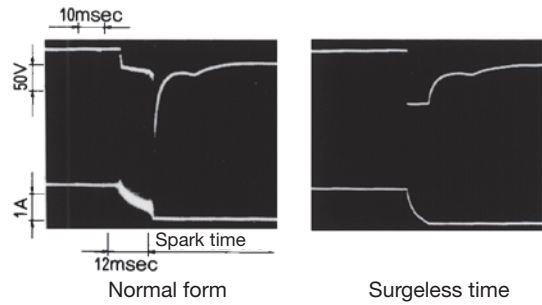 10msec
50V
1A
Spark time
12msec
Normal form
Surgeless time